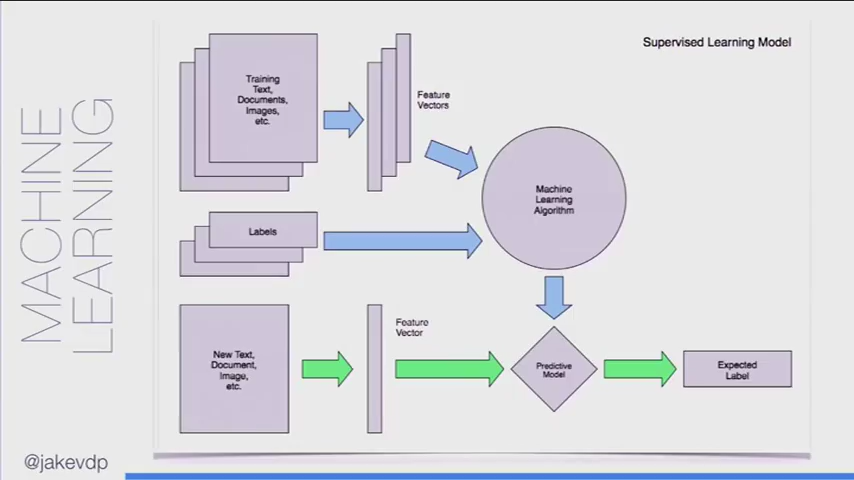 MACHINE
LEARNING
Supervised Learning Model
Training
Text,
Documents,
Images,
etc.
Feature
Vectors
Machine
Learning
Algorithm
Labels
New Text,
Document,
Image,
etc.
Feature
Vector
Predictive
Model
Expected
Label
@jakevdp